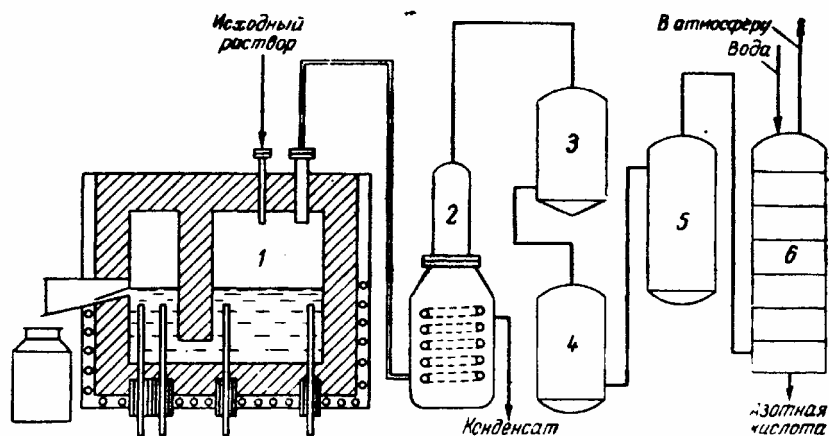 Исходный
раствор
В атмосферу
Вода
1
2
3
4
5
6
Конденсат
Азотная
кислота